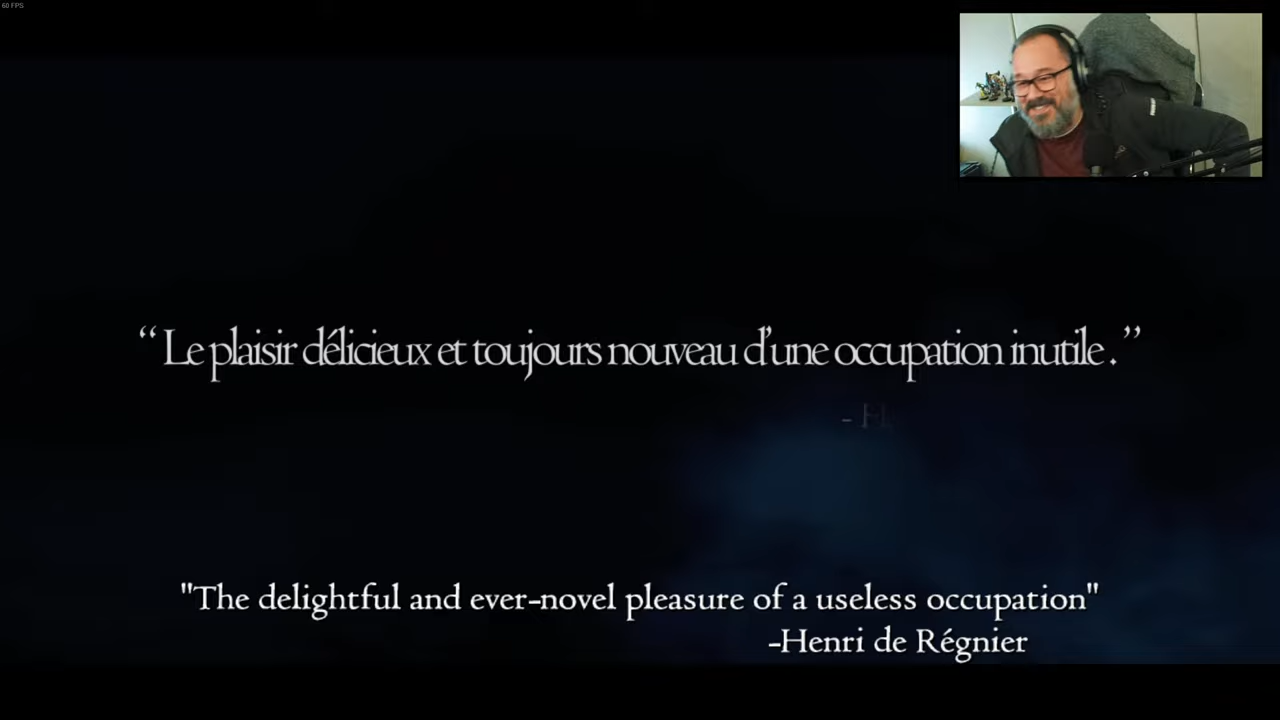 60 FPS
“ Le plaisir délicieux et toujours nouveau d’une occupation inutile . ”
- H
"The delightful and ever-novel pleasure of a useless occupation"
-Henri de Régnier